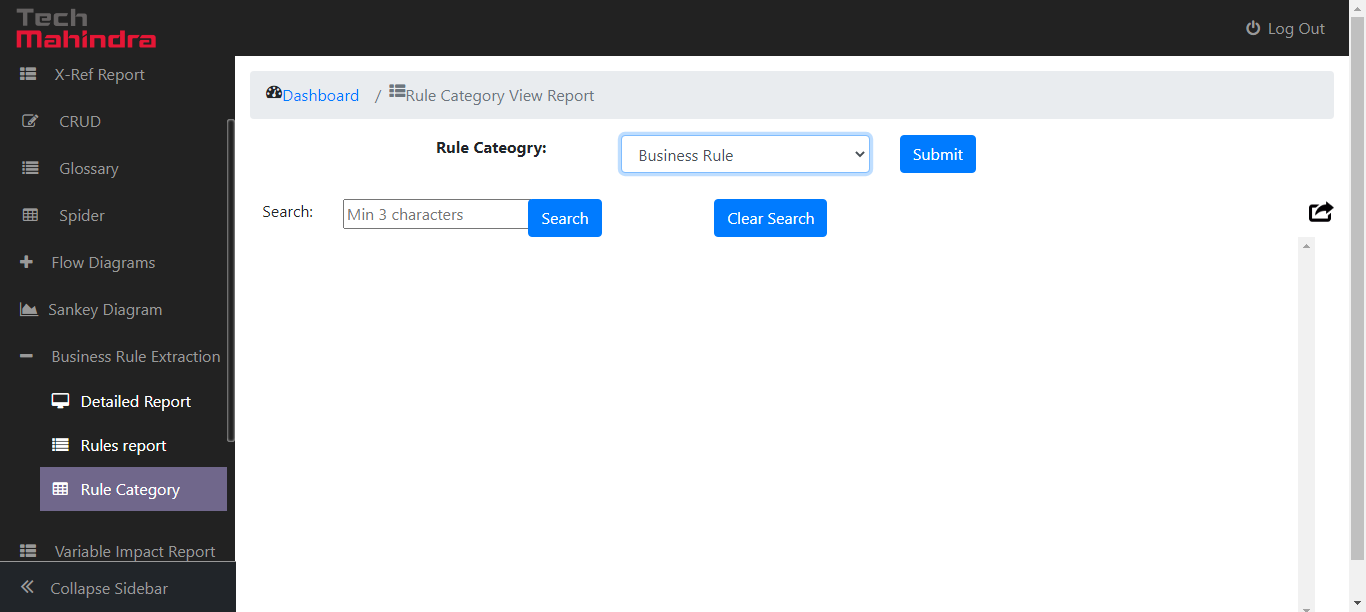 Tech
Mahindra
Log Out
X-Ref Report
CRUD
Glossary
Spider
Flow Diagrams
Sankey Diagram
Business Rule Extraction
Detailed Report
Rules report
Rule Category
Variable Impact Report
Collapse Sidebar
Dashboard / Rule Category View Report
Rule Cateogry: Business Rule Submit
Search: Min 3 characters Search Clear Search